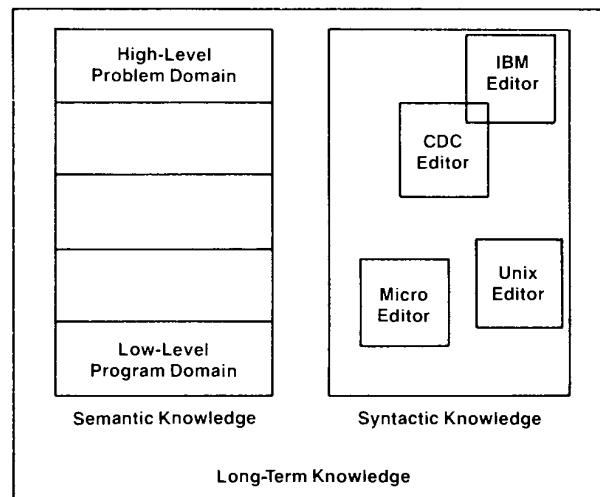 High-Level
Problem Domain
Low-Level
Program Domain
Semantic Knowledge
IBM
Editor
CDC
Editor
Micro
Editor
Unix
Editor
Syntactic Knowledge
Long-Term Knowledge